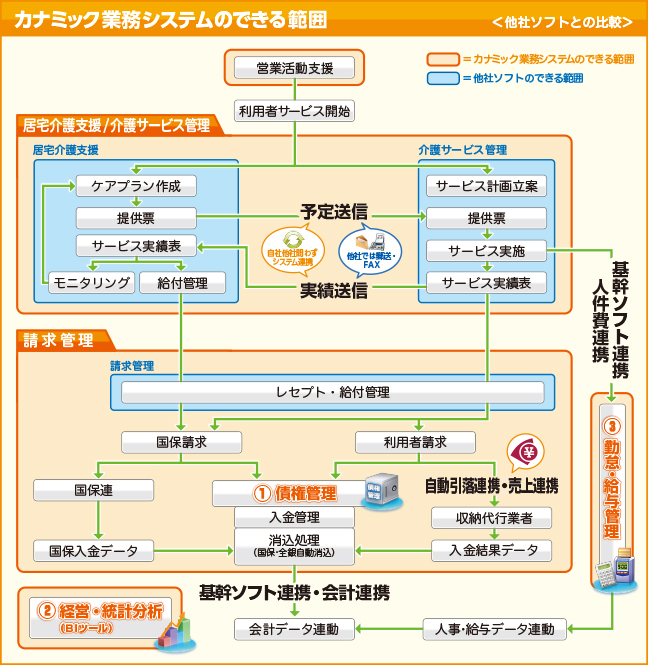 カナミック業務システムのできる範囲
＜他社ソフトとの比較＞
営業活動支援
＝カナミック業務システムのできる範囲
＝他社ソフトのできる範囲
利用者サービス開始
居宅介護支援/介護サービス管理
居宅介護支援
介護サービス管理
ケアプラン作成
サービス計画立案
提供票
予定送信
提供票
サービス実績表
自社他社問わず
システム連携
他社では郵送・
FAX
サービス実施
モニタリング
給付管理
実績送信
サービス実績表
基幹ソフト連携
人件費連携
請求管理
請求管理
レセプト・給付管理
国保請求
利用者請求
③勤怠・給与管理
国保連
①債権管理
債権
管理
自動引落連携・売上連携
入金管理
収納代行業者
国保入金データ
消込処理
(国保・全銀自動消込)
入金結果データ
基幹ソフト連携・会計連携
②経営・統計分析
(BIツール)
会計データ連動
人事・給与データ連動